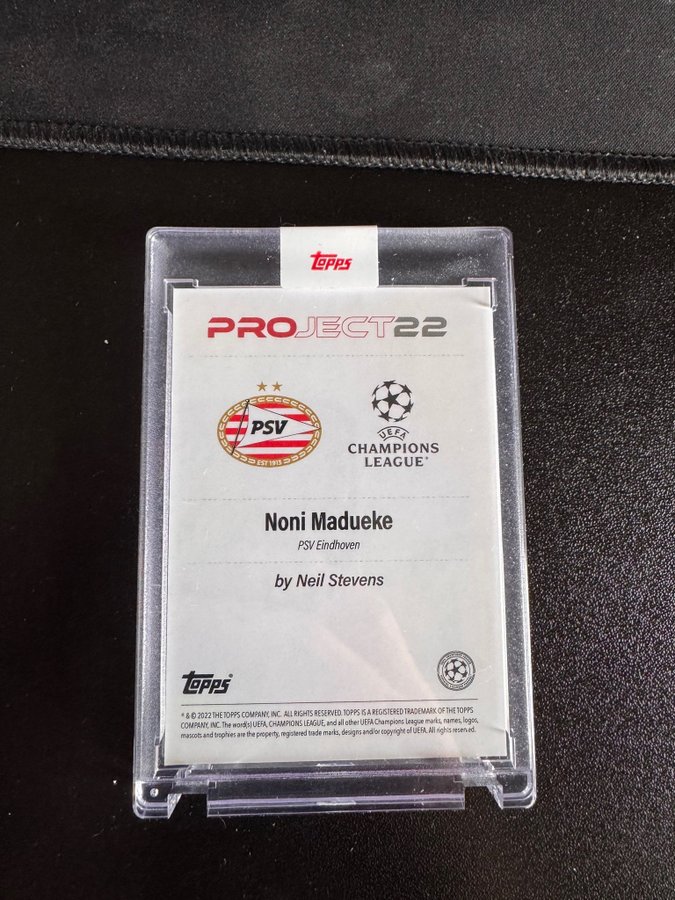 Topps
PROJECT22
PSV
EST 1913
UEFA
CHAMPIONS
LEAGUE®
Noni Madueke
PSV Eindhoven
by Neil Stevens
Topps®
® & © 2022 THE TOPPS COMPANY, INC. ALL RIGHTS RESERVED. TOPPS IS A REGISTERED TRADEMARK OF THE TOPPS
COMPANY, INC. The word(s) UEFA, CHAMPIONS LEAGUE, and all other UEFA Champions League marks, names, logos,
mascots and trophies are the property, registered trade marks, designs and/or copyright of UEFA. All rights reserved.